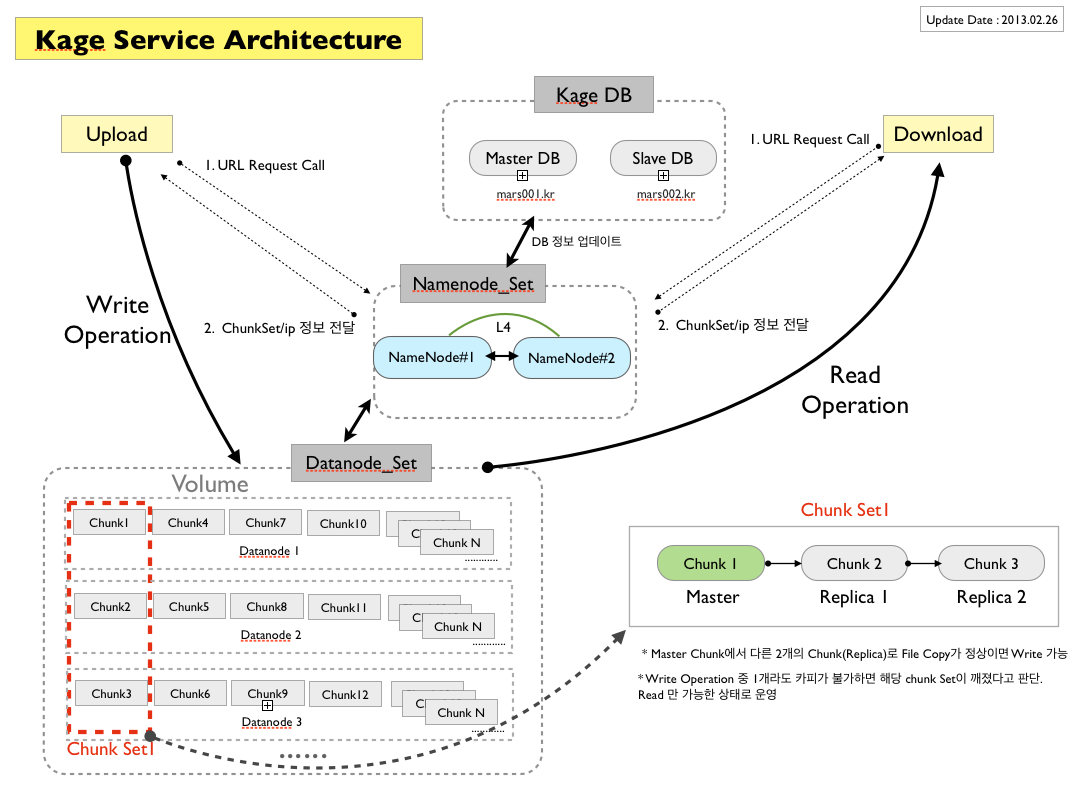 Kage Service Architecture
Update Date : 2013.02.26
Kage DB
Upload
Download
1. URL Request Call
1. URL Request Call
Master DB
Slave DB
mars001.kr
mars002.kr
DB 정보 업데이트
Namenode_Set
Write
Operation
2. ChunkSet/ip 정보 전달
2. ChunkSet/ip 정보 전달
L4
NameNode#1
NameNode#2
Read
Operation
Datanode_Set
Volume
Chunk1
Chunk4
Chunk7
Chunk10
C
Chunk N
Datanode 1
............
Chunk2
Chunk5
Chunk8
Chunk11
C
Chunk N
Datanode 2
............
Chunk3
Chunk6
Chunk9
Chunk12
C
Chunk N
Datanode 3
............
Chunk Set1
......
Chunk Set1
Chunk 1
Chunk 2
Chunk 3
Master
Replica 1
Replica 2
* Master Chunk에서 다른 2개의 Chunk(Replica)로 File Copy가 정상이면 Write 가능
* Write Operation 중 1개라도 카피가 불가하면 해당 chunk Set이 깨졌다고 판단.
Read 만 가능한 상태로 운영